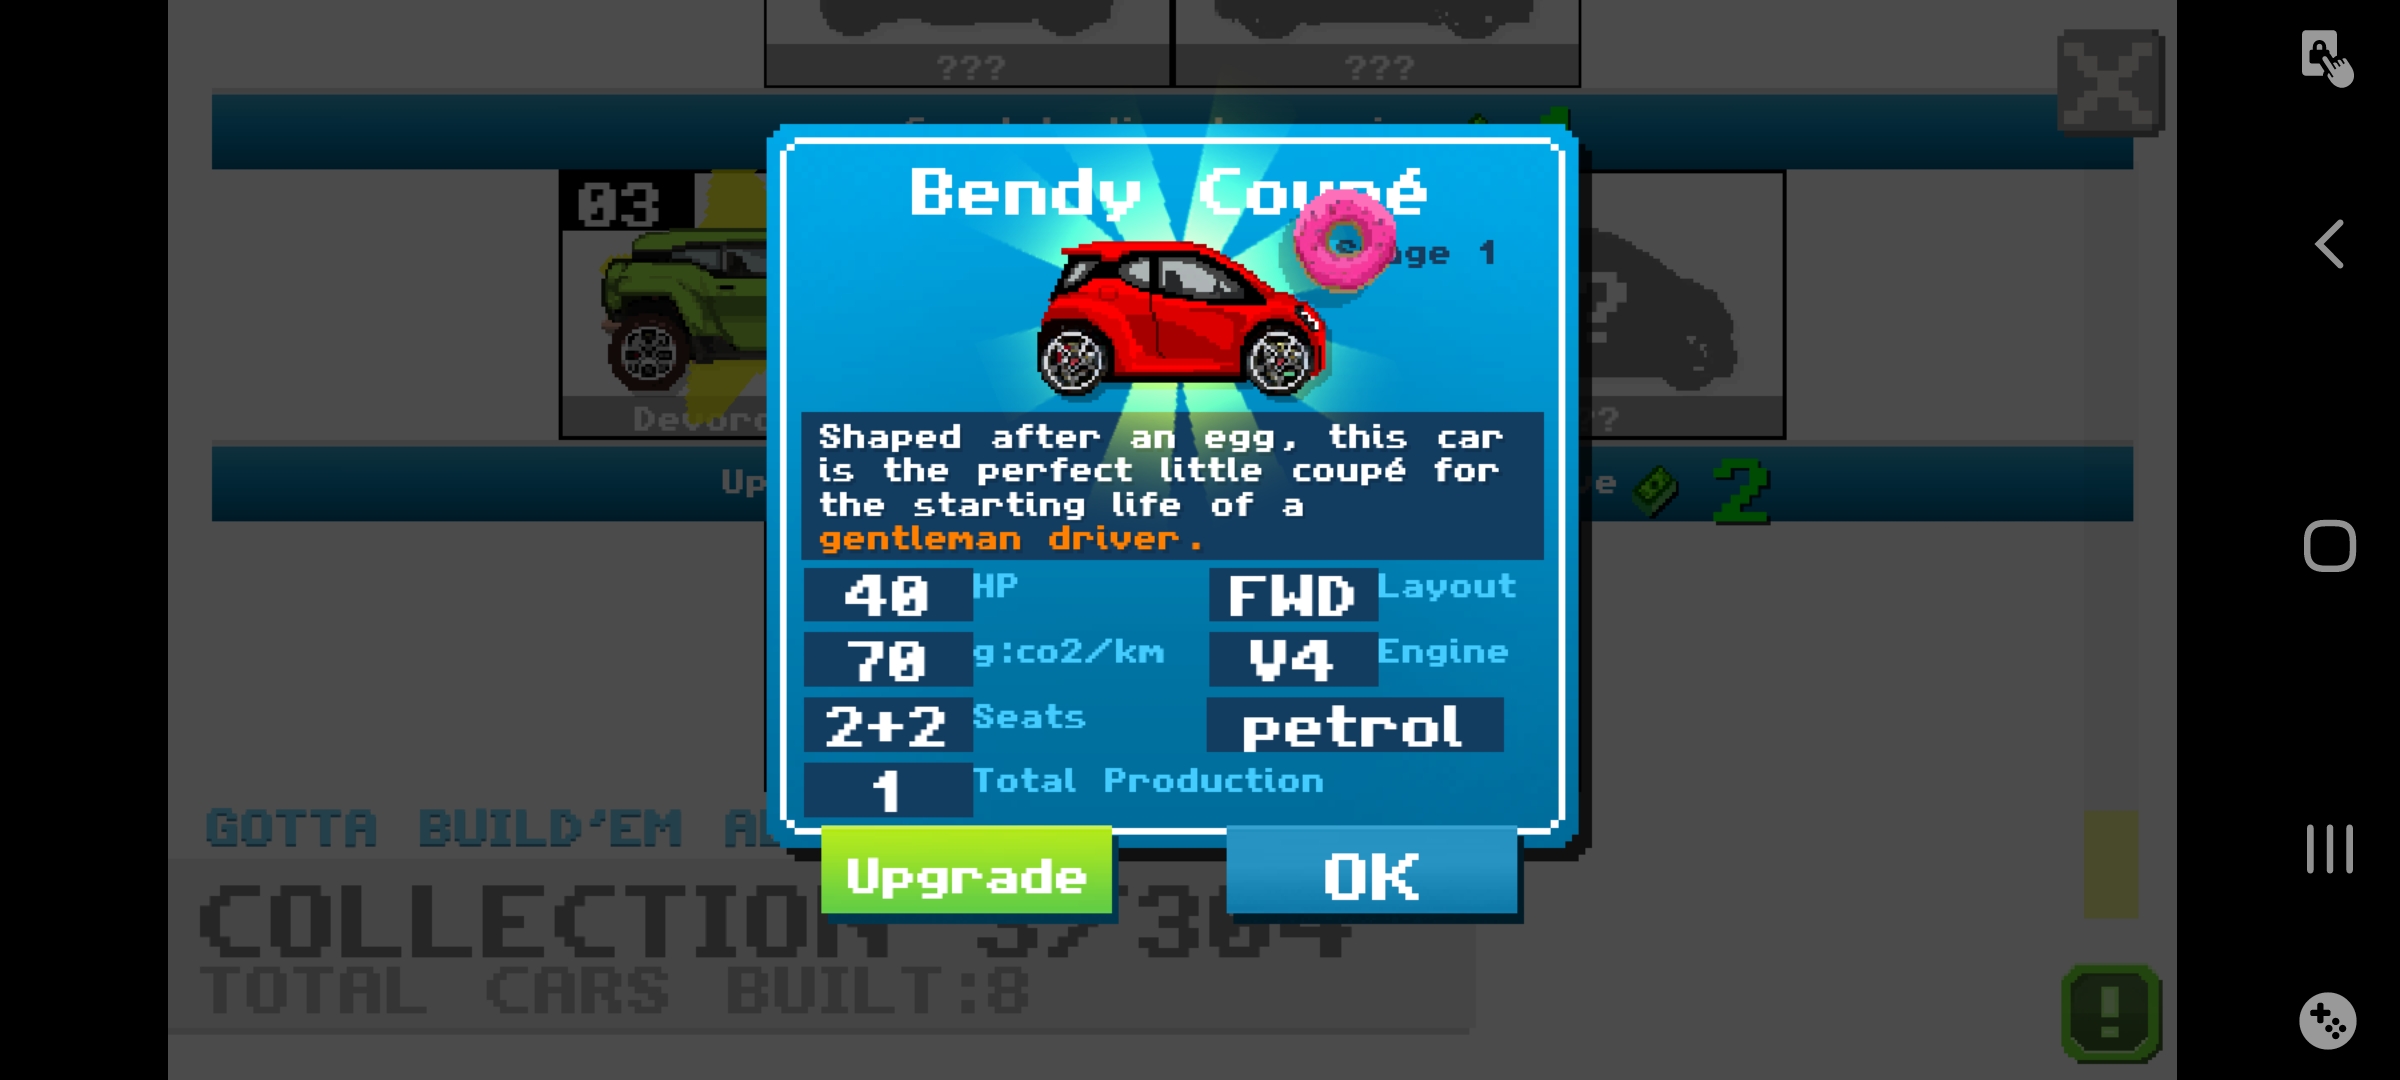 ??? ???
03
Bendy Coupé
1
Shaped after an egg, this car
is the perfect little coupé for
the starting life of a
gentleman driver.
40 HP FWD Layout
70 g:co2/km V4 Engine
2+2 Seats petrol
1 Total Production
Upgrade OK
2
GOTTA BUILD'EM
COLLECTION
TOTAL CARS BUILT:8